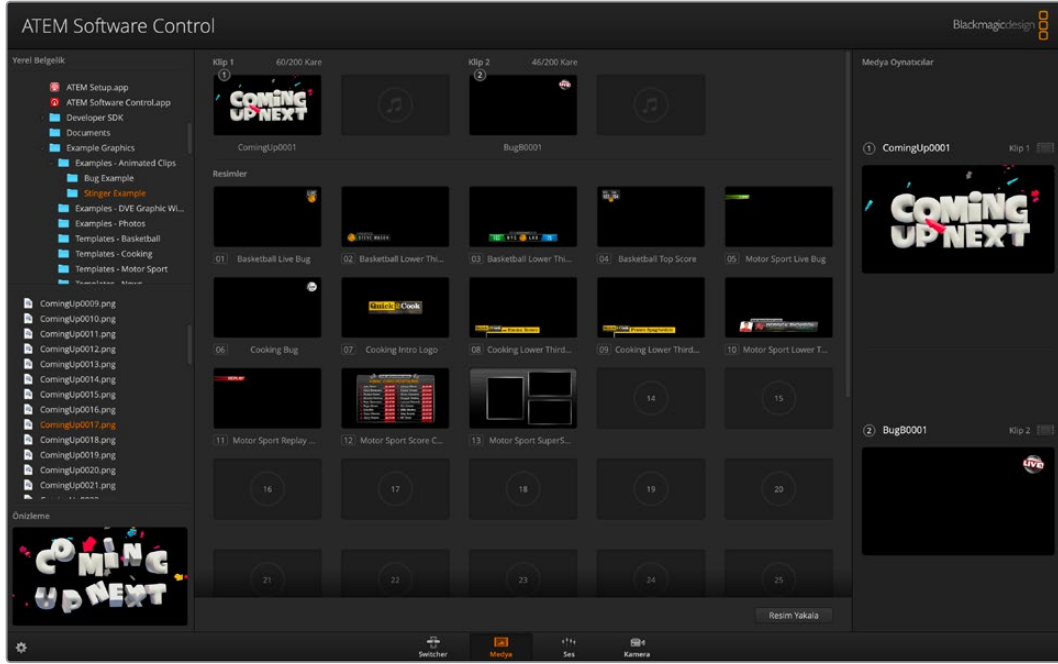 ATEM Software Control
Blackmagicdesign
Yerel Belgelik
ATEM Setup.app
ATEM Software Control.app
Developer SDK
Documents
Example Graphics
Examples - Animated Clips
Bug Example
Stinger Example
Examples - DVE Graphic Wi...
Examples - Photos
Templates - Basketball
Templates - Cooking
Templates - Motor Sport
Templates - News
ComingUp0009.png
ComingUp0010.png
ComingUp0011.png
ComingUp0012.png
ComingUp0013.png
ComingUp0014.png
ComingUp0015.png
ComingUp0016.png
ComingUp0017.png
ComingUp0018.png
ComingUp0019.png
ComingUp0020.png
ComingUp0021.png
Önizleme
COMING
UP NEXT
Klip 1 60/200 Kare
1
COMING
UP NEXT
ComingUp0001
Klip 2 46/200 Kare
2
BugB0001
Resimler
01 Basketball Live Bug
02 Basketball Lower Thi...
03 Basketball Lower Thi...
04 Basketball Top Score
05 Motor Sport Live Bug
Quick 2 Cook
06 Cooking Bug
07 Cooking Intro Logo
08 Cooking Lower Third...
09 Cooking Lower Third...
10 Motor Sport Lower T...
11 Motor Sport Replay ...
12 Motor Sport Score C...
13 Motor Sport SuperS...
14
15
16
17
18
19
20
21
22
23
24
25
Resim Yakala
Medya Oynatıcılar
1 ComingUp0001 Klip 1
COMING
UP NEXT
2 BugB0001 Klip 2
LIVE
Switcher
Medya
Ses
Kamera